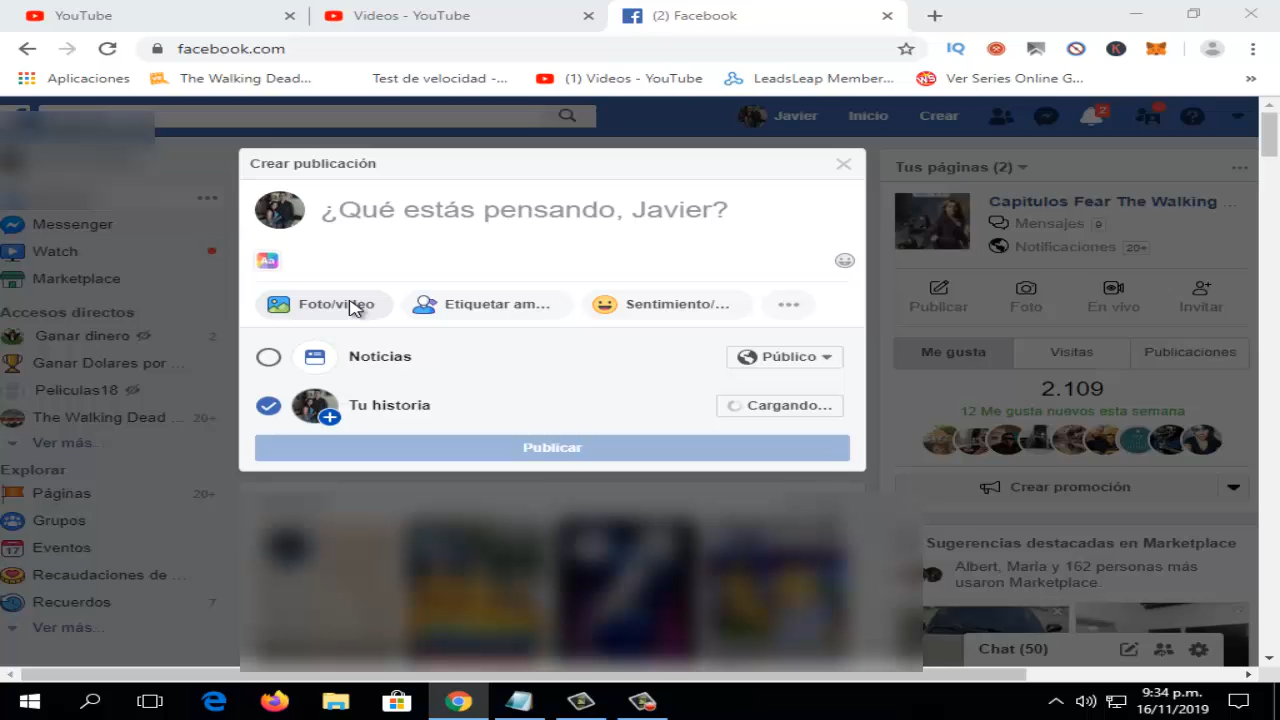 YouTube
Videos - YouTube
(2) Facebook
facebook.com
IQ
K
Aplicaciones
The Walking Dead...
Test de velocidad -...
(1) Videos - YouTube
LeadsLeap Member...
Ver Series Online G...
»
Javier
Inicio
Crear
2
Crear publicación
Tus páginas (2)
¿Qué estás pensando, Javier?
Capitulos Fear The Walking ...
Messenger
Mensajes 9
Watch
Notificaciones 20+
Aa
Marketplace
Foto/video
Etiquetar am...
Sentimiento/...
Publicar
Foto
En vivo
Invitar
Accesos directos
Ganar dinero
2
Ganar Dolares por ...
Noticias
Público
Me gusta
Visitas
Publicaciones
Peliculas18
2.109
The Walking Dead ...
20+
Tu historia
Cargando...
12 Me gusta nuevos esta semana
Ver más...
Publicar
Explorar
Páginas
20+
Crear promoción
Grupos
Eventos
17
Sugerencias destacadas en Marketplace
Recaudaciones de ...
Albert, María y 162 personas más
usaron Marketplace.
Recuerdos
7
Ver más...
Chat (50)
9:34 p.m.
16/11/2019